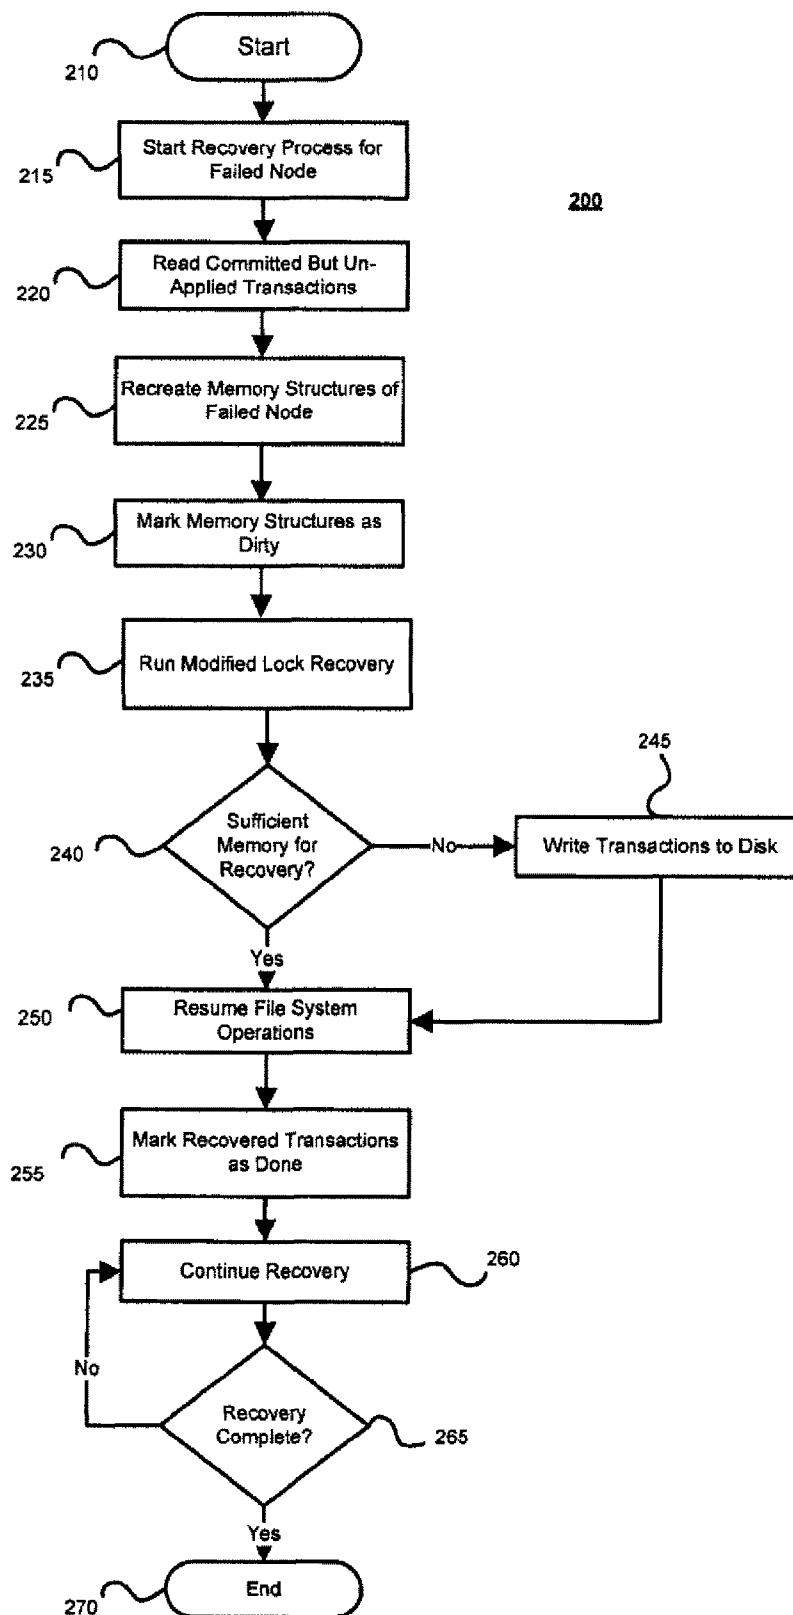 Start
210
Start Recovery Process for
Failed Node
215
200
Read Committed But Un-
Applied Transactions
220
Recreate Memory Structures of
Failed Node
225
Mark Memory Structures as
Dirty
230
Run Modified Lock Recovery
235
245
Sufficient
Memory for
Recovery?
240
No
Write Transactions to Disk
Yes
Resume File System
Operations
250
Mark Recovered Transactions
as Done
255
Continue Recovery
260
No
Recovery
Complete?
265
Yes
End
270